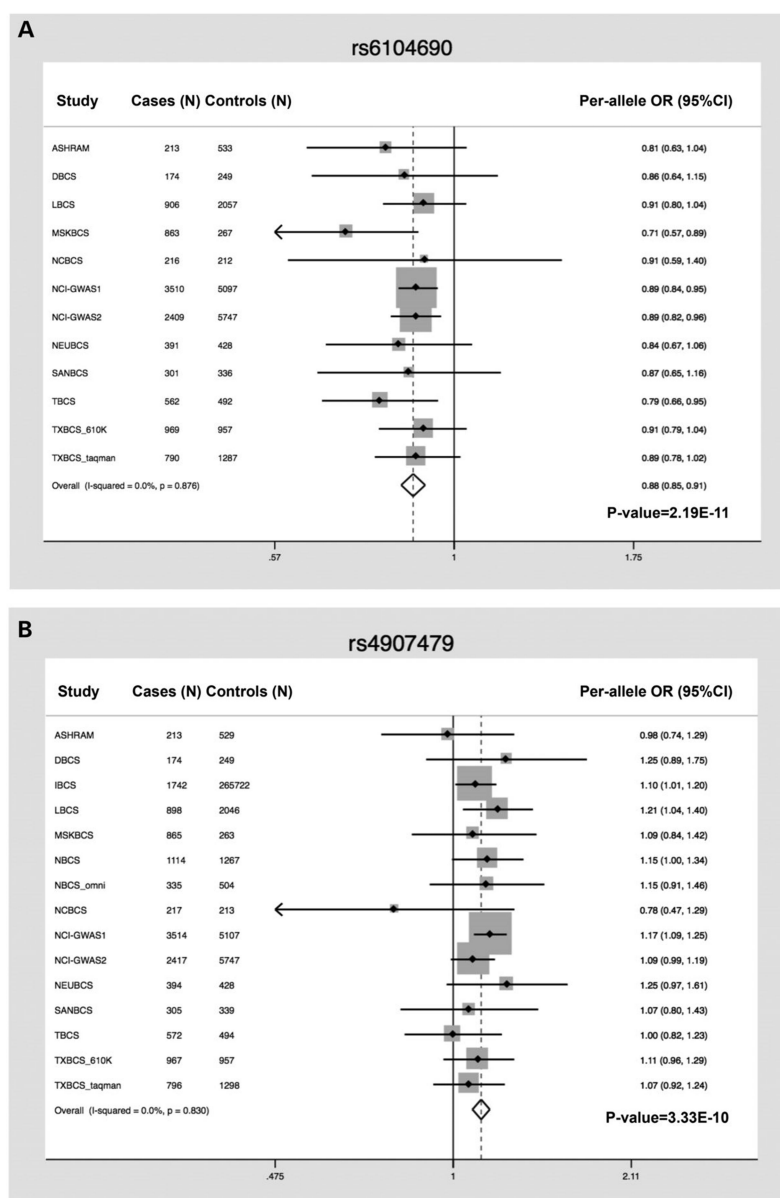 A
rs6104690
Study Cases (N) Controls (N) Per-allele OR (95%CI)
ASHRAM 213 533 0.81 (0.63, 1.04)
DBCS 174 249 0.86 (0.64, 1.15)
LBCS 906 2057 0.91 (0.80, 1.04)
MSKBCS 863 267 0.71 (0.57, 0.89)
NCBCS 216 212 0.91 (0.59, 1.40)
NCI-GWAS1 3510 5097 0.89 (0.84, 0.95)
NCI-GWAS2 2409 5747 0.89 (0.82, 0.96)
NEUBCS 391 428 0.84 (0.67, 1.06)
SANBCS 301 336 0.87 (0.65, 1.16)
TBCS 562 492 0.79 (0.66, 0.95)
TXBCS_610K 969 957 0.91 (0.79, 1.04)
TXBCS_taqman 790 1287 0.89 (0.78, 1.02)
Overall (I-squared = 0.0%, p = 0.876) 0.88 (0.85, 0.91)
P-value=2.19E-11
.57 1 1.75
B
rs4907479
Study Cases (N) Controls (N) Per-allele OR (95%CI)
ASHRAM 213 529 0.98 (0.74, 1.29)
DBCS 174 249 1.25 (0.89, 1.75)
IBCS 1742 265722 1.10 (1.01, 1.20)
LBCS 898 2046 1.21 (1.04, 1.40)
MSKBCS 865 263 1.09 (0.84, 1.42)
NBCS 1114 1267 1.15 (1.00, 1.34)
NBCS_omni 335 504 1.15 (0.91, 1.46)
NCBCS 217 213 0.78 (0.47, 1.29)
NCI-GWAS1 3514 5107 1.17 (1.09, 1.25)
NCI-GWAS2 2417 5747 1.09 (0.99, 1.19)
NEUBCS 394 428 1.25 (0.97, 1.61)
SANBCS 305 339 1.07 (0.80, 1.43)
TBCS 572 494 1.00 (0.82, 1.23)
TXBCS_610K 967 957 1.11 (0.96, 1.29)
TXBCS_taqman 796 1298 1.07 (0.92, 1.24)
Overall (I-squared = 0.0%, p = 0.830)
P-value=3.33E-10
.475 1 2.11